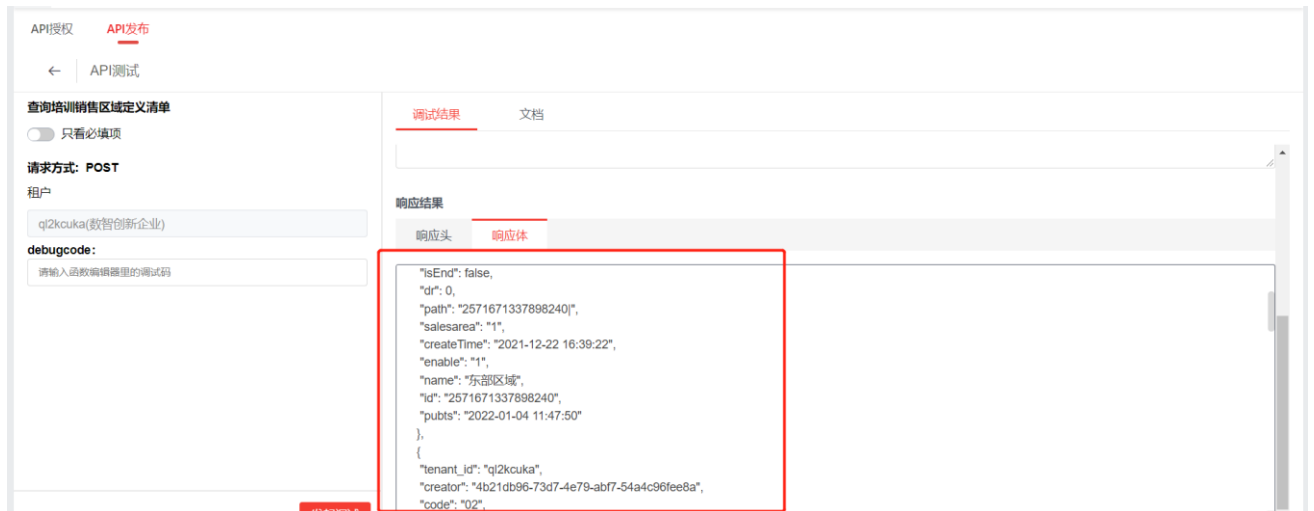 API授权 API发布
← API测试
查询培训销售区域定义清单
只看必填项
请求方式: POST
租户
ql2kcuka(数智创新企业)
debugcode:
请输入函数编辑器里的调试码
调试结果 文档
响应结果
响应头 响应体
"isEnd": false,
"dr": 0,
"path": "2571671337898240|",
"salesarea": "1",
"createTime": "2021-12-22 16:39:22",
"enable": "1",
"name": "东部区域",
"id": "2571671337898240",
"pubts": "2022-01-04 11:47:50"
},
{
"tenant_id": "ql2kcuka",
"creator": "4b21db96-73d7-4e79-abf7-54a4c96fee8a",
"code": "02",